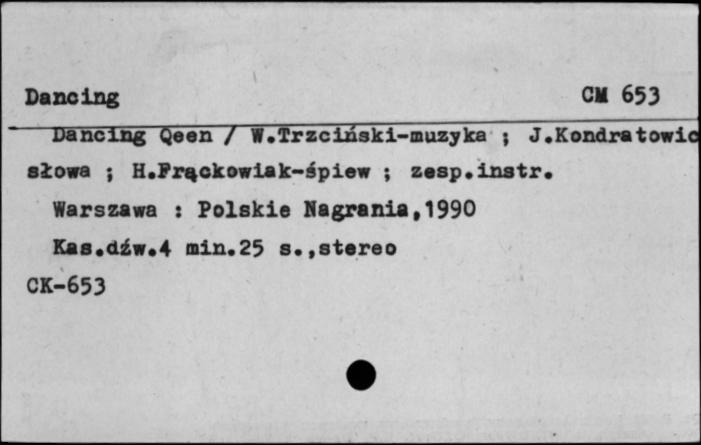 Dancing CM 653
Dancing Qeen / W.Trzciński-muzyka ; J.Kondratowic
słowa ; H.Frąckowiak-śpiew ; zesp.instr.
Warszawa : Polskie Nagrania,1990
Kas.dźw.4 min.25 s.,stereo
CK-653